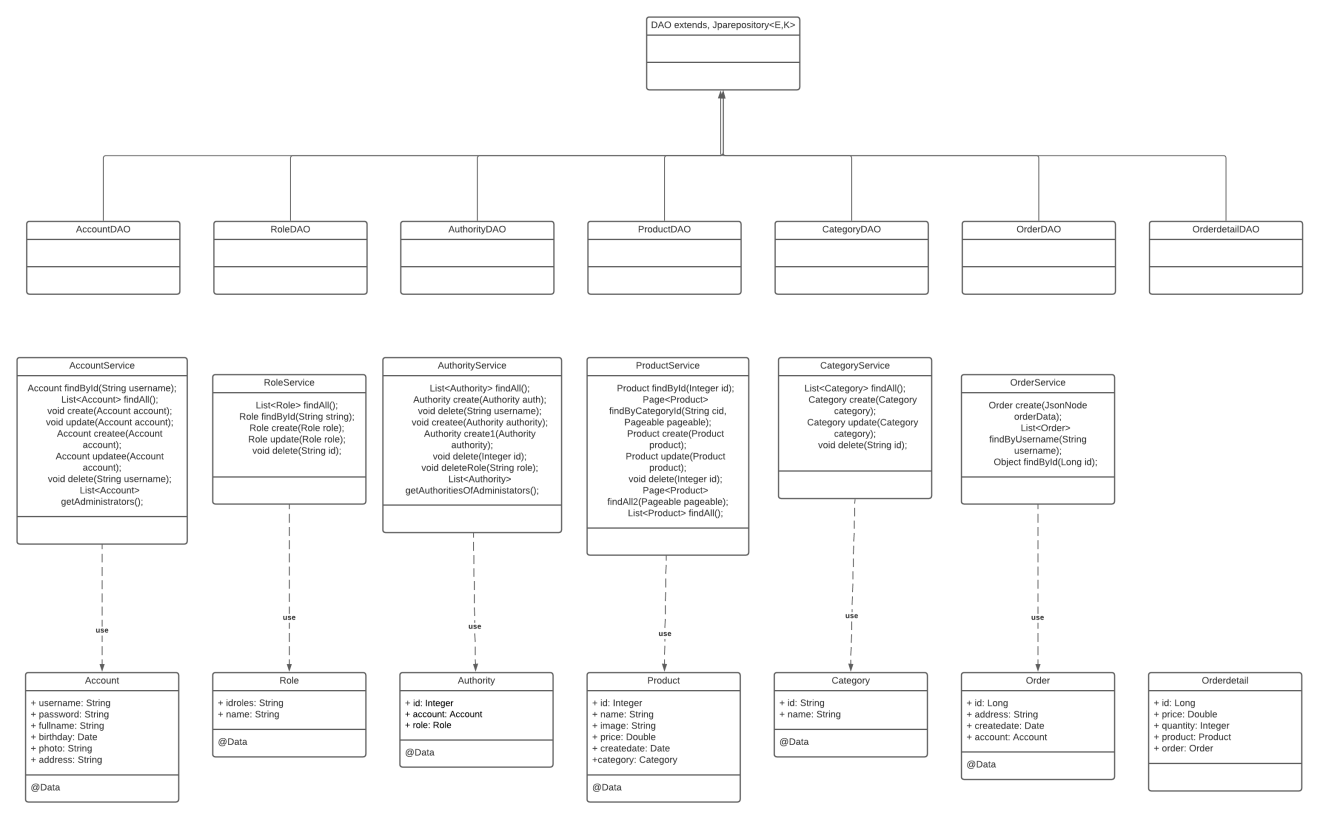 DAO extends, Jparepository<E,K>
AccountDAO
RoleDAO
AuthorityDAO
ProductDAO
CategoryDAO
OrderDAO
OrderdetailDAO
AccountService
Account findById(String username);
List<Account> findAll();
void create(Account account);
void update(Account account);
Account createe(Account
account);
Account updatee(Account
account);
void delete(String username);
List<Account>
getAdministrators();
RoleService
List<Role> findAll();
Role findById(String string);
Role create(Role role);
Role update(Role role);
void delete(String id);
AuthorityService
List<Authority> findAll();
Authority create(Authority auth);
void delete(String username);
void createe(Authority authority);
Authority create1(Authority
authority);
void delete(Integer id);
void deleteRole(String role);
List<Authority>
getAuthoritiesOfAdministators();
ProductService
Product findById(Integer id);
Page<Product>
findByCategoryId(String cid,
Pageable pageable);
Product create(Product
product);
Product update(Product
product);
void delete(Integer id);
Page<Product>
findAll2(Pageable pageable);
List<Product> findAll();
CategoryService
List<Category> findAll();
Category create(Category
category);
Category update(Category
category);
void delete(String id);
OrderService
Order create(JsonNode
orderData);
List<Order>
findByUsername(String
username);
Object findById(Long id);
use
use
use
use
use
use
Account
+ username: String
+ password: String
+ fullname: String
+ birthday: Date
+ photo: String
+ address: String
@Data
Role
+ idroles: String
+ name: String
@Data
Authority
+ id: Integer
+ account: Account
+ role: Role
@Data
Product
+ id: Integer
+ name: String
+ image: String
+ price: Double
+ createdate: Date
+category: Category
@Data
Category
+ id: String
+ name: String
@Data
Order
+ id: Long
+ address: String
+ createdate: Date
+ account: Account
@Data
Orderdetail
+ id: Long
+ price: Double
+ quantity: Integer
+ product: Product
+ order: Order